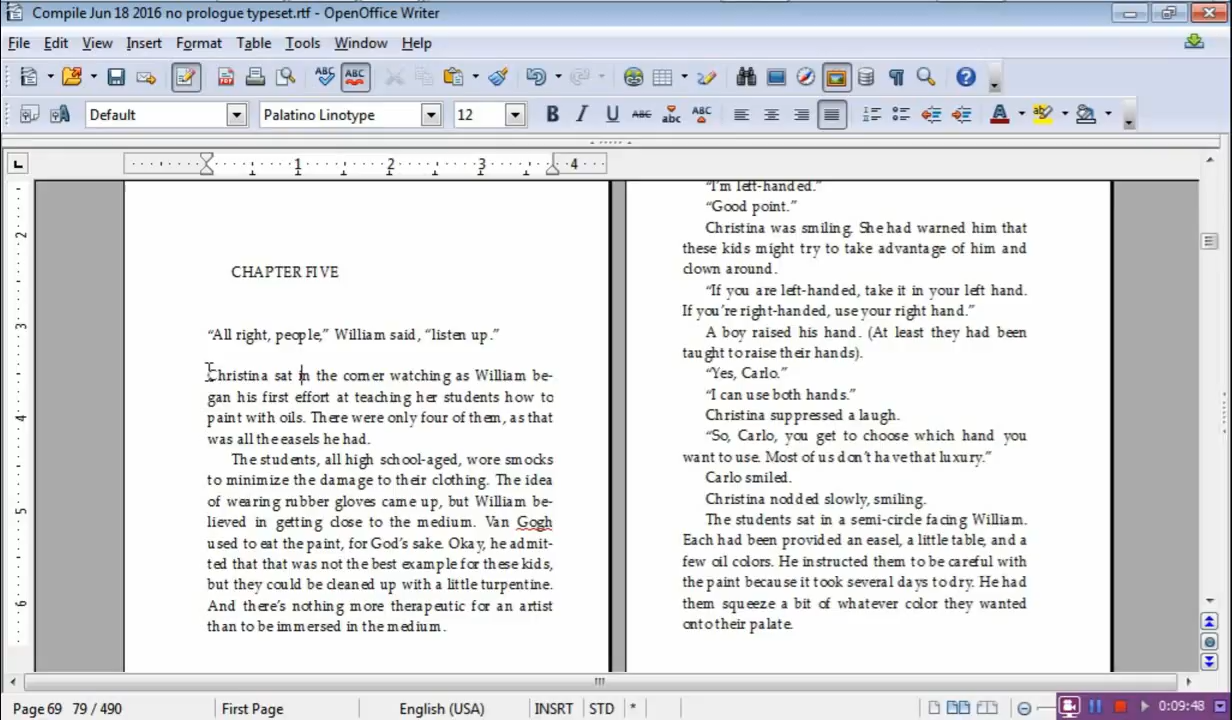 Compile Jun 18 2016 no prologue typeset.rtf - OpenOffice Writer
File Edit View Insert Format Table Tools Window Help
Default Palatino Linotype 12
1 2 3 4
CHAPTER FIVE
“All right, people,” William said, “listen up.”
Christina sat in the corner watching as William be-
gan his first effort at teaching her students how to
paint with oils. There were only four of them, as that
was all the easels he had.
The students, all high school-aged, wore smocks
to minimize the damage to their clothing. The idea
of wearing rubber gloves came up, but William be-
lieved in getting close to the medium. Van Gogh
used to eat the paint, for God’s sake. Okay, he admit-
ted that that was not the best example for these kids,
but they could be cleaned up with a little turpentine.
And there’s nothing more therapeutic for an artist
than to be immersed in the medium.
“I’m left-handed.”
“Good point.”
Christina was smiling. She had warned him that
these kids might try to take advantage of him and
clown around.
“If you are left-handed, take it in your left hand.
If you’re right-handed, use your right hand.”
A boy raised his hand. (At least they had been
taught to raise their hands).
“Yes, Carlo.”
“I can use both hands.”
Christina suppressed a laugh.
“So, Carlo, you get to choose which hand you
want to use. Most of us don’t have that luxury.”
Carlo smiled.
Christina nodded slowly, smiling.
The students sat in a semi-circle facing William.
Each had been provided an easel, a little table, and a
few oil colors. He instructed them to be careful with
the paint because it took several days to dry. He had
them squeeze a bit of whatever color they wanted
onto their palate.
2
3
4
5
6
Page 69 79 / 490 First Page English (USA) INSRT STD * 0:09:48